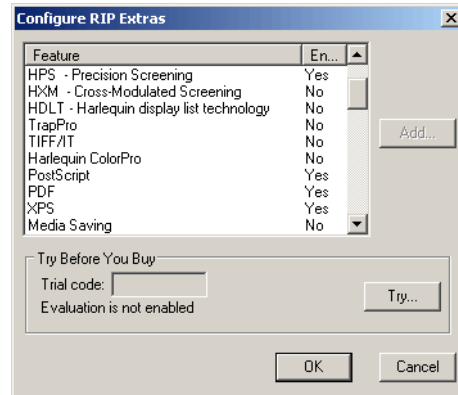 Configure RIP Extras
Feature En...
HPS - Precision Screening Yes
HXM - Cross-Modulated Screening No
HDLT - Harlequin display list technology No
TrapPro No
TIFF/IT No
Harlequin ColorPro No
PostScript Yes
PDF Yes
XPS Yes
Media Saving No
Add...
Try Before You Buy
Trial code:
Evaluation is not enabled
Try...
OK Cancel